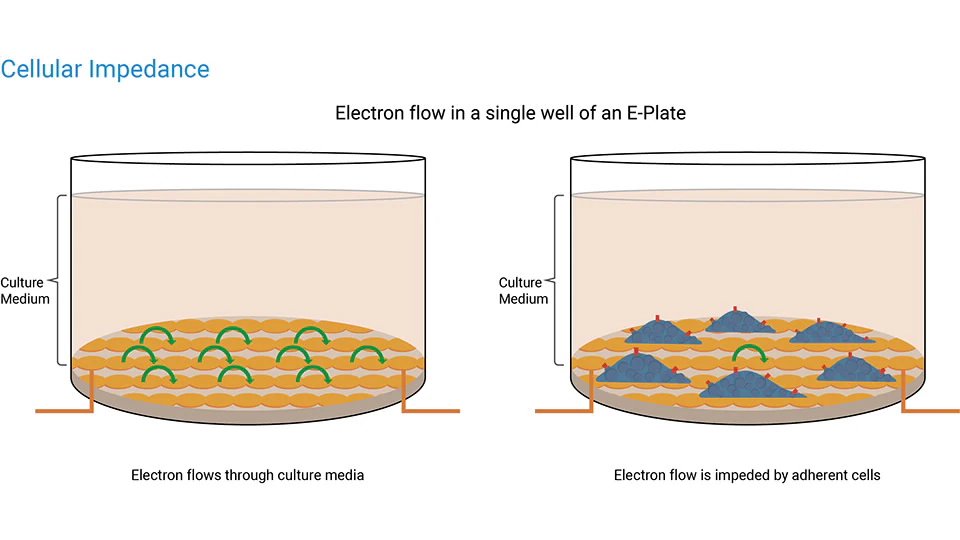 Cellular Impedance
Electron flow in a single well of an E-Plate
Culture
Medium
Culture
Medium
Electron flows through culture media
Electron flow is impeded by adherent cells